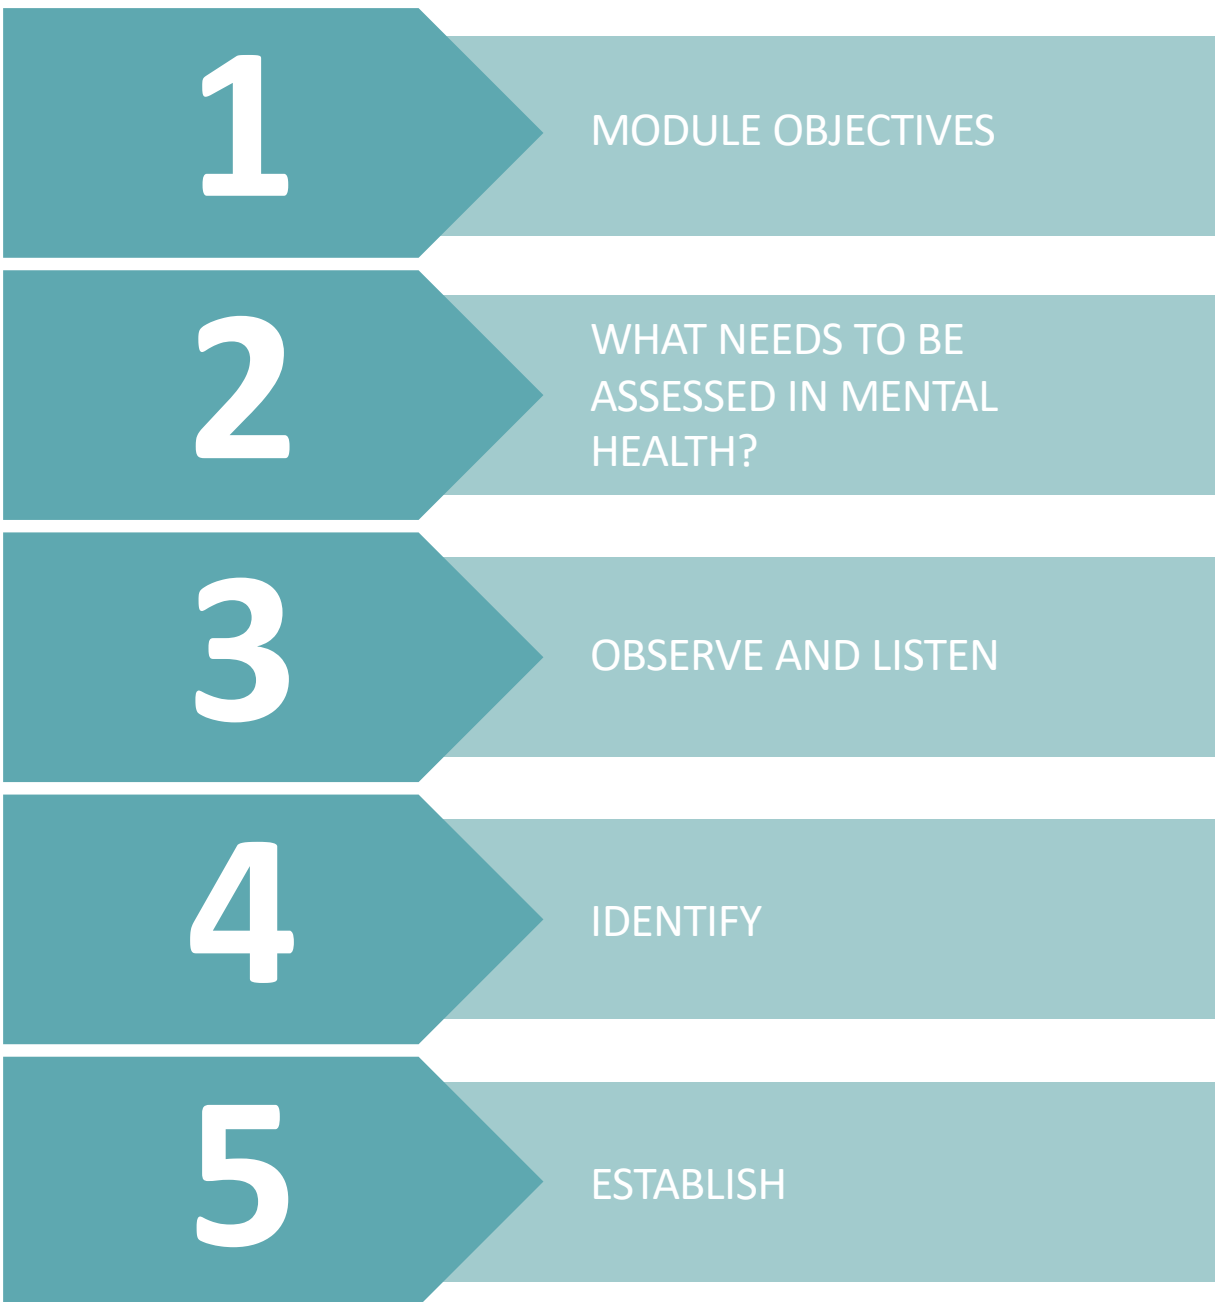 1
MODULE OBJECTIVES
2
WHAT NEEDS TO BE
ASSESSED IN MENTAL
HEALTH?
3
OBSERVE AND LISTEN
4
IDENTIFY
5
ESTABLISH